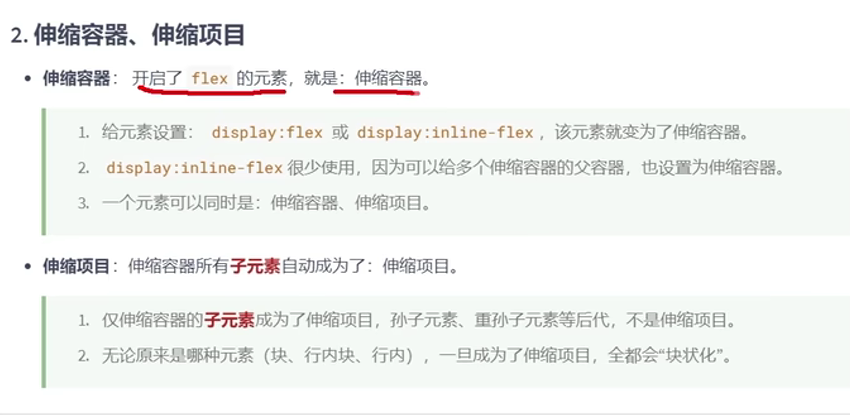 2. 伸缩容器、伸缩项目
• 伸缩容器： 开启了 flex 的元素，就是：伸缩容器。
1. 给元素设置： display:flex 或 display:inline-flex ，该元素就变为了伸缩容器。
2. display:inline-flex 很少使用，因为可以给多个伸缩容器的父容器，也设置为伸缩容器。
3. 一个元素可以同时是：伸缩容器、伸缩项目。
• 伸缩项目：伸缩容器所有子元素自动成为了：伸缩项目。
1. 仅伸缩容器的子元素成为了伸缩项目，孙子元素、重孙子元素等后代，不是伸缩项目。
2. 无论原来是哪种元素（块、行内块、行内），一旦成为了伸缩项目，全都会“块状化”。